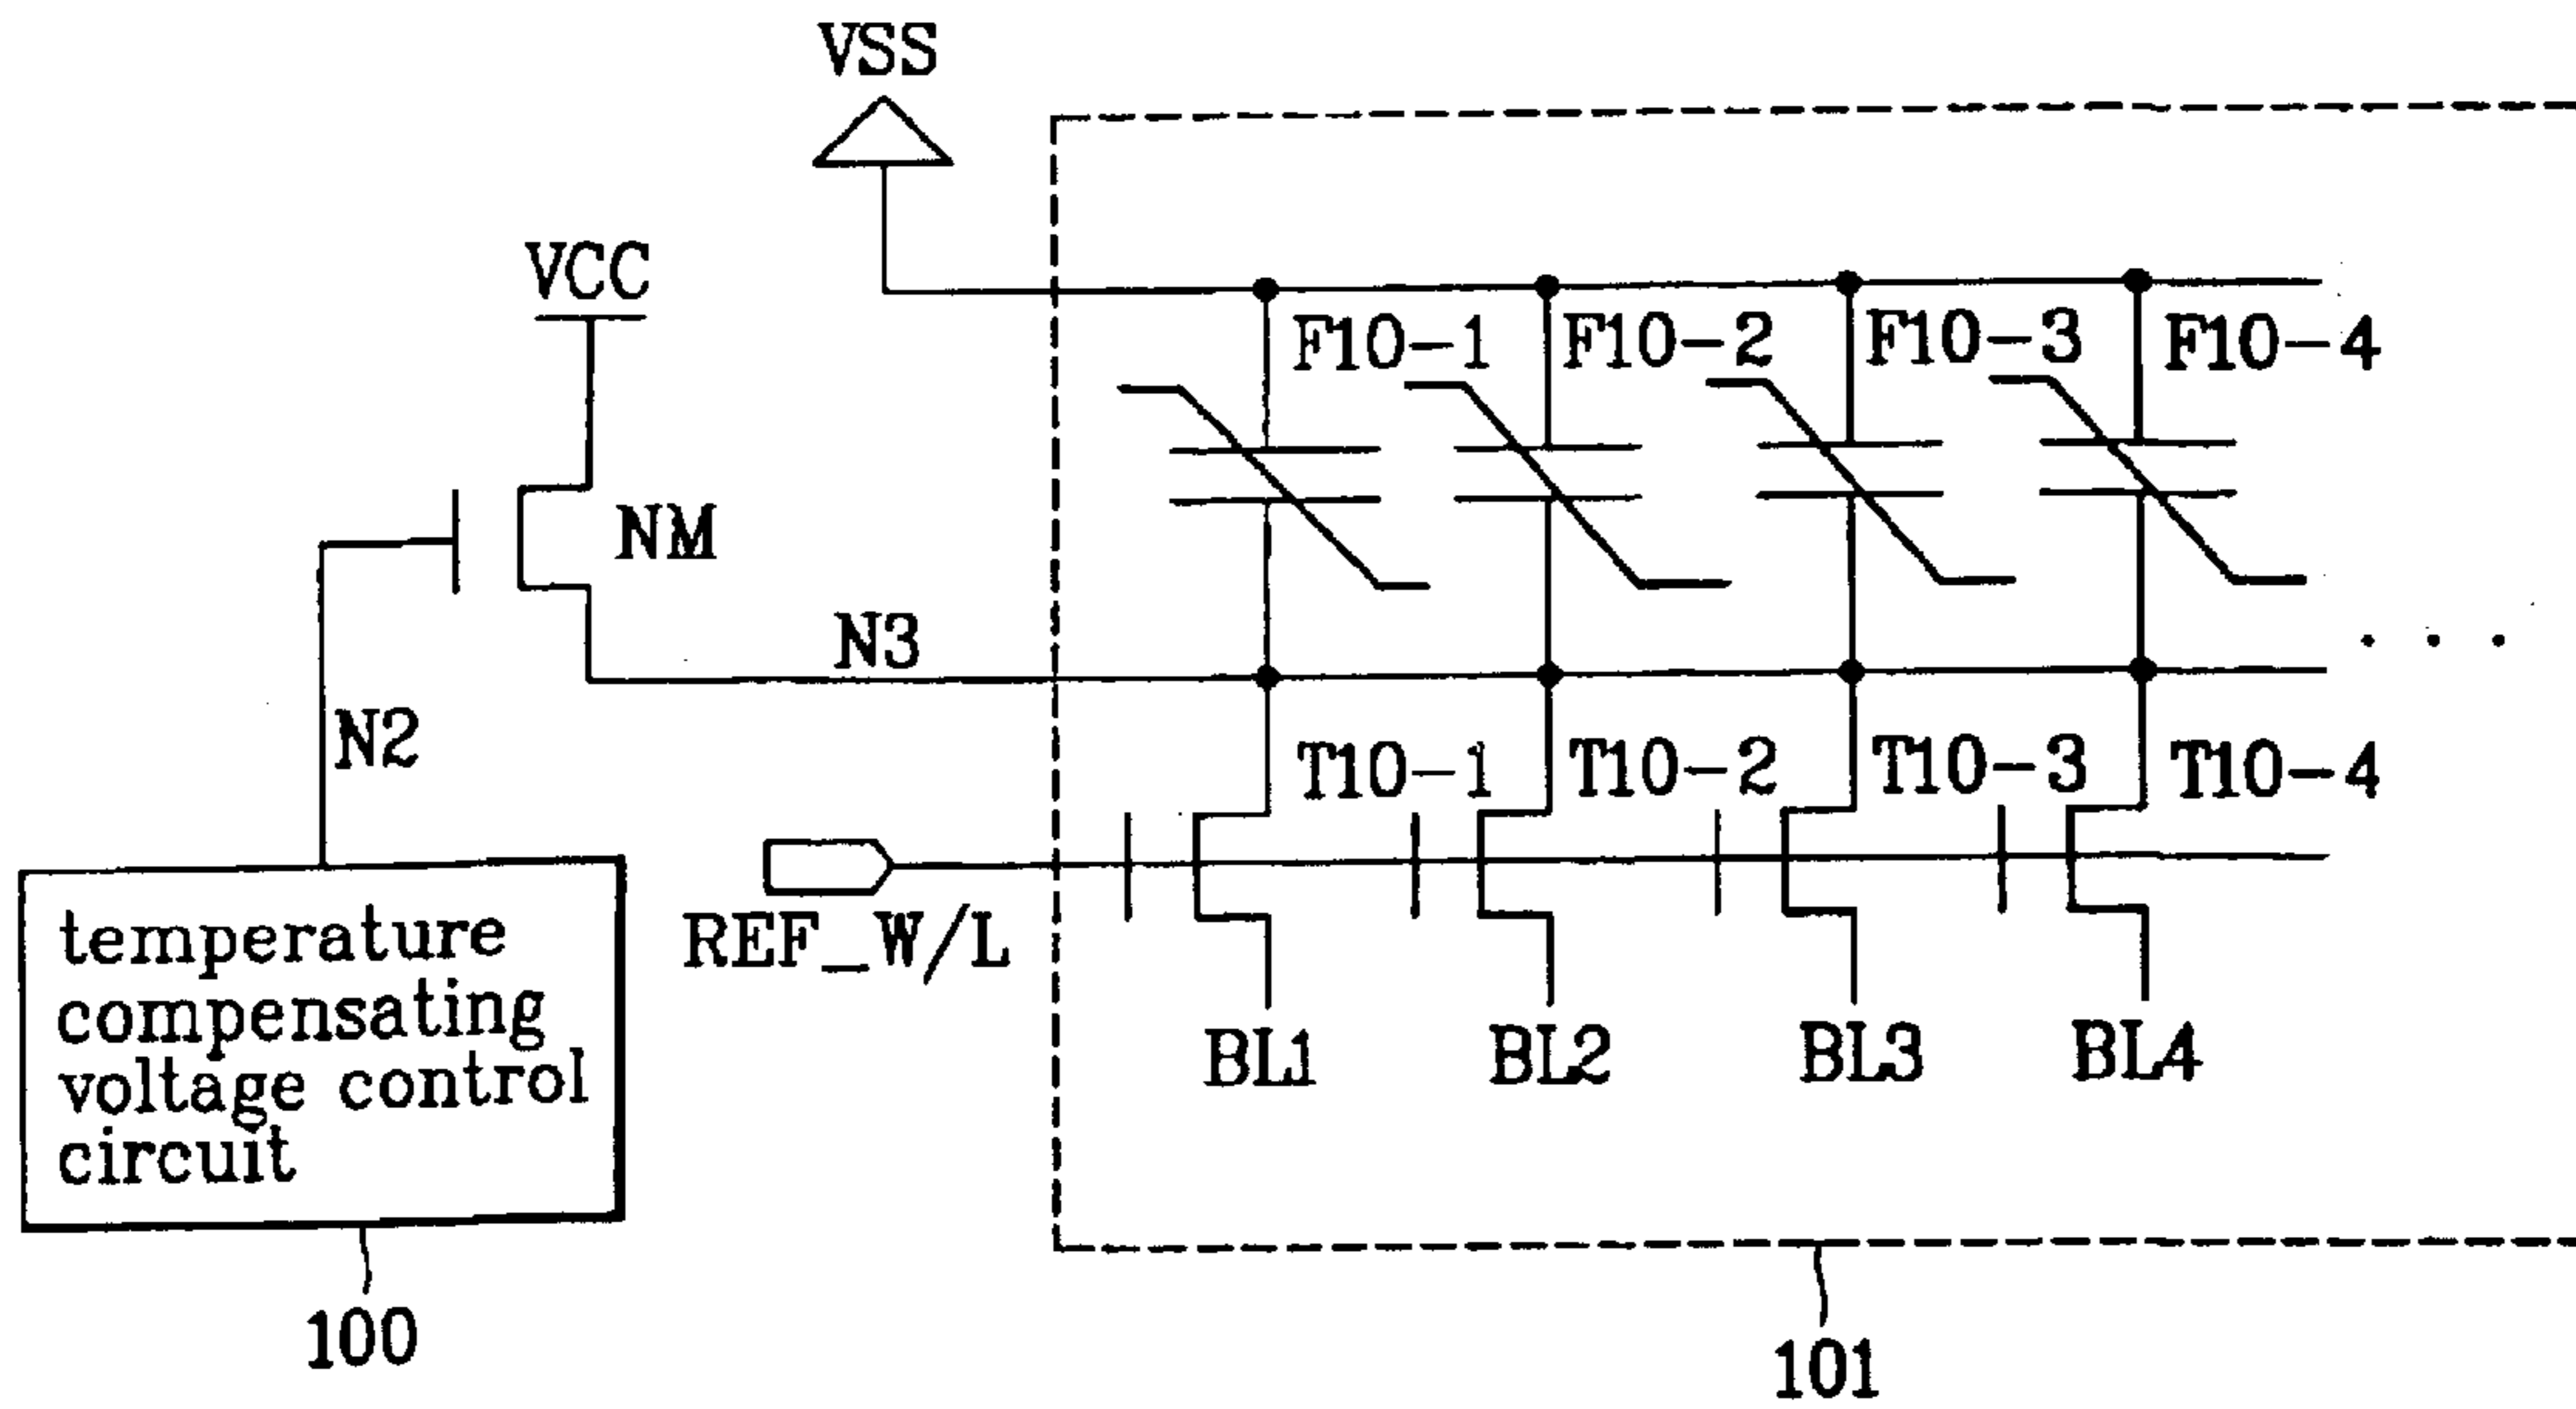 VSS
VCC
F10-1
F10-2
F10-3
F10-4
NM
N3
N2
T10-1
T10-2
T10-3
T10-4
REF_W/L
temperature
compensating
voltage control
circuit
BL1
BL2
BL3
BL4
100
101